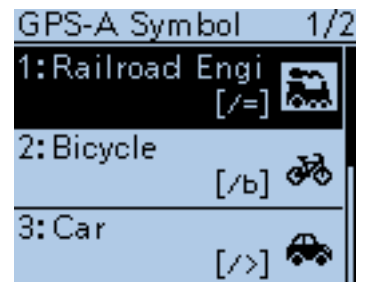 GPS-A Symbol 1/2
1:Railroad Engi
[/=]
2:Bicycle
[/b]
3:Car
[/>]